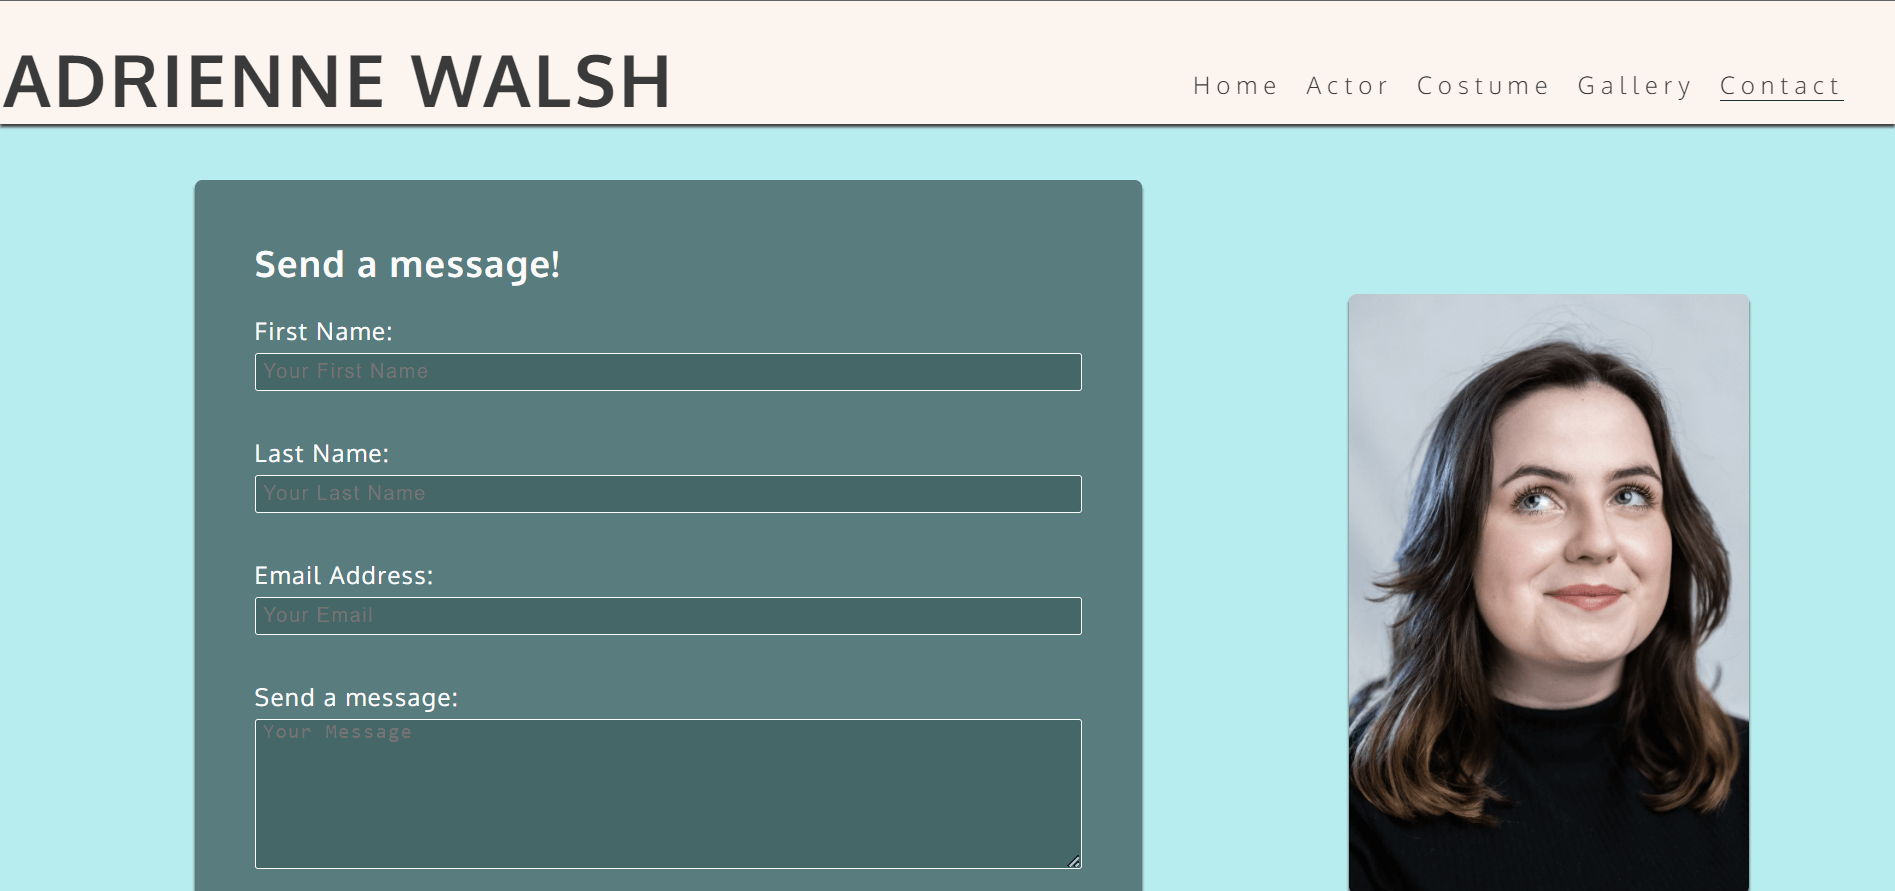 ADRIENNE WALSH
Home Actor Costume Gallery Contact
Send a message!
First Name:
Your First Name
Last Name:
Your Last Name
Email Address:
Your Email
Send a message:
Your Message